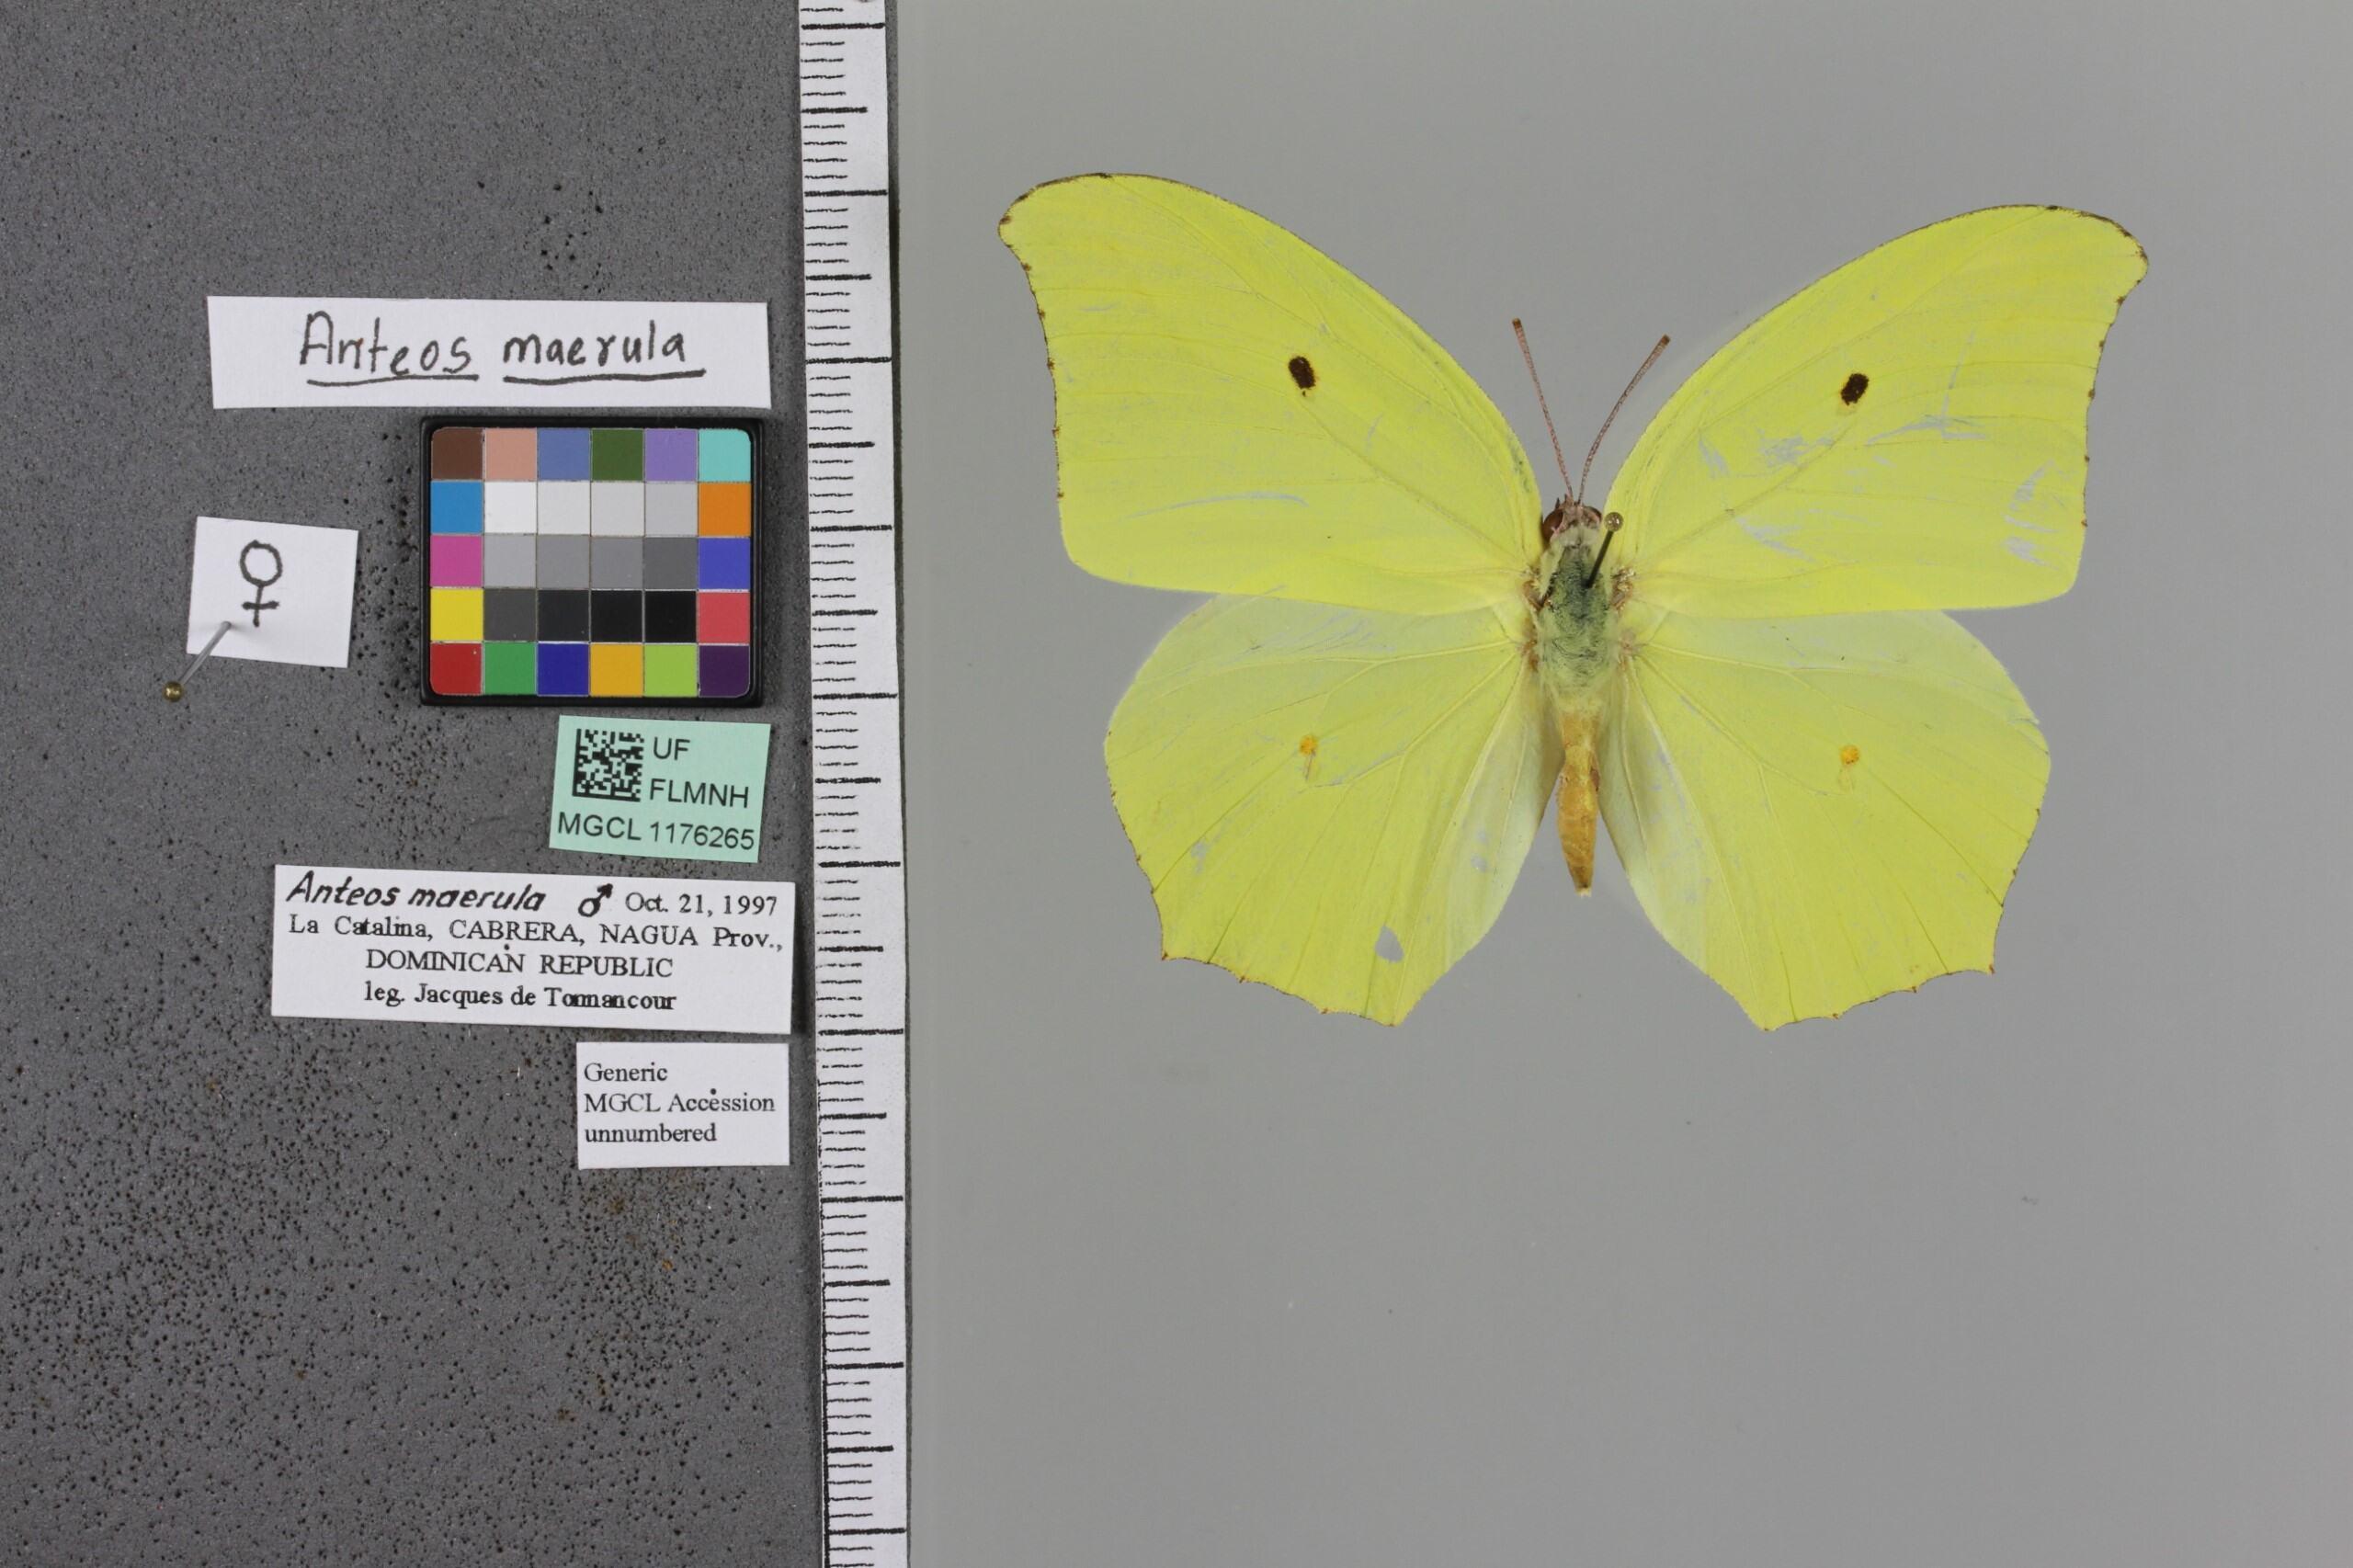 Anteos maerula
♀
UF
FLMNH
MGCL 1176265
Anteos maerula ♂ Oct. 21, 1997
La Catalina, CABRERA, NAGUA Prov.,
DOMINICAN REPUBLIC
leg. Jacques de Tonnancour
Generic
MGCL Accession
unnumbered